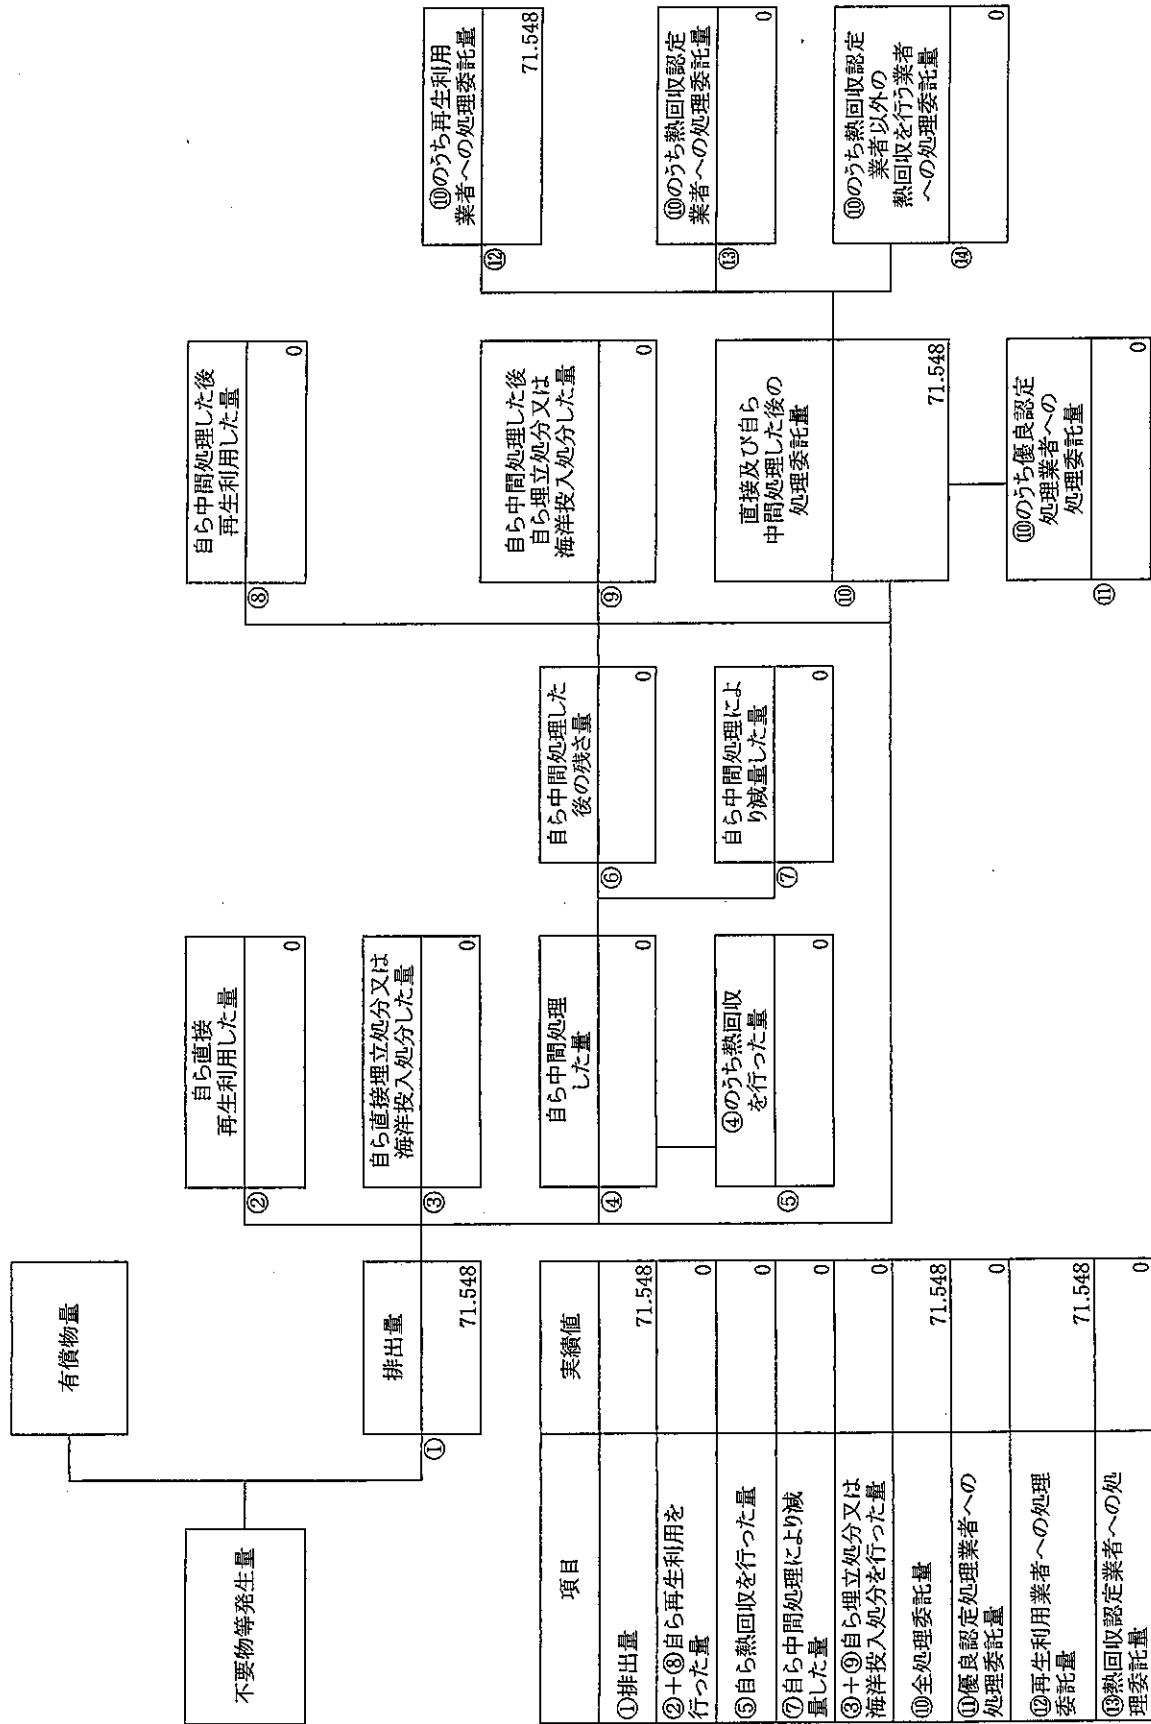 不要物等発生量
有償物量
①
排出量
71.548
②
自ら直接
再生利用した量
0
③
自ら直接埋立処分又は
海洋投入処分した量
0
④
自ら中間処理
した量
0
⑤
④のうち熱回収
を行った量
0
⑥
自ら中間処理した
後の残さ量
0
⑦
自ら中間処理によ
り減量した量
0
⑧
自ら中間処理した後
再生利用した量
0
⑨
自ら中間処理した後
自ら埋立処分又は
海洋投入処分した量
0
⑩
直接及び自ら
中間処理した後の
処理委託量
71.548
⑪
⑩のうち優良認定
処理業者への
処理委託量
0
⑫
⑩のうち再生利用
業者への処理委託量
71.548
⑬
⑩のうち熱回収認定
業者への処理委託量
0
⑭
⑩のうち熱回収認定
業者以外の
熱回収を行う業者
への処理委託量
0
項目 実績値
①排出量 71.548
②+⑧自ら再生利用を
行った量 0
⑤自ら熱回収を行った量 0
⑦自ら中間処理により減
量した量 0
③+⑨自ら埋立処分又は
海洋投入処分を行った量 0
⑩全処理委託量 71.548
⑪優良認定処理業者への
処理委託量 0
⑫再生利用業者への処理
委託量 71.548
⑬熱回収認定業者への処
理委託量 0